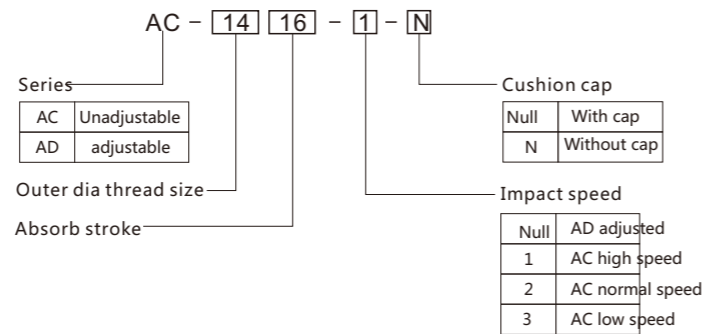 AC - 14 16 - 1 - N
Series
AC Unadjustable
AD adjustable
Outer dia thread size
Absorb stroke
Cushion cap
Null With cap
N Without cap
Impact speed
Null AD adjusted
1 AC high speed
2 AC normal speed
3 AC low speed